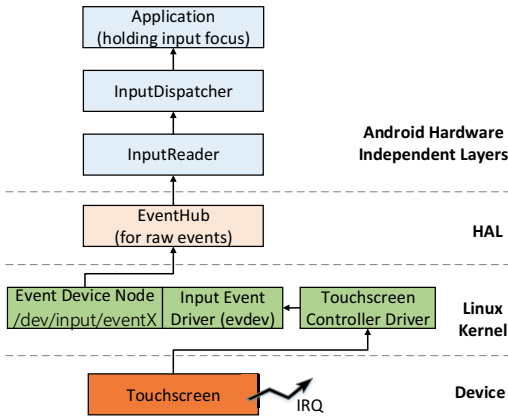 Application
(holding input focus)
InputDispatcher
InputReader
Android Hardware
Independent Layers
EventHub
(for raw events)
HAL
Event Device Node
/dev/input/eventX
Input Event
Driver (evdev)
Touchscreen
Controller Driver
Linux
Kernel
Touchscreen
IRQ
Device